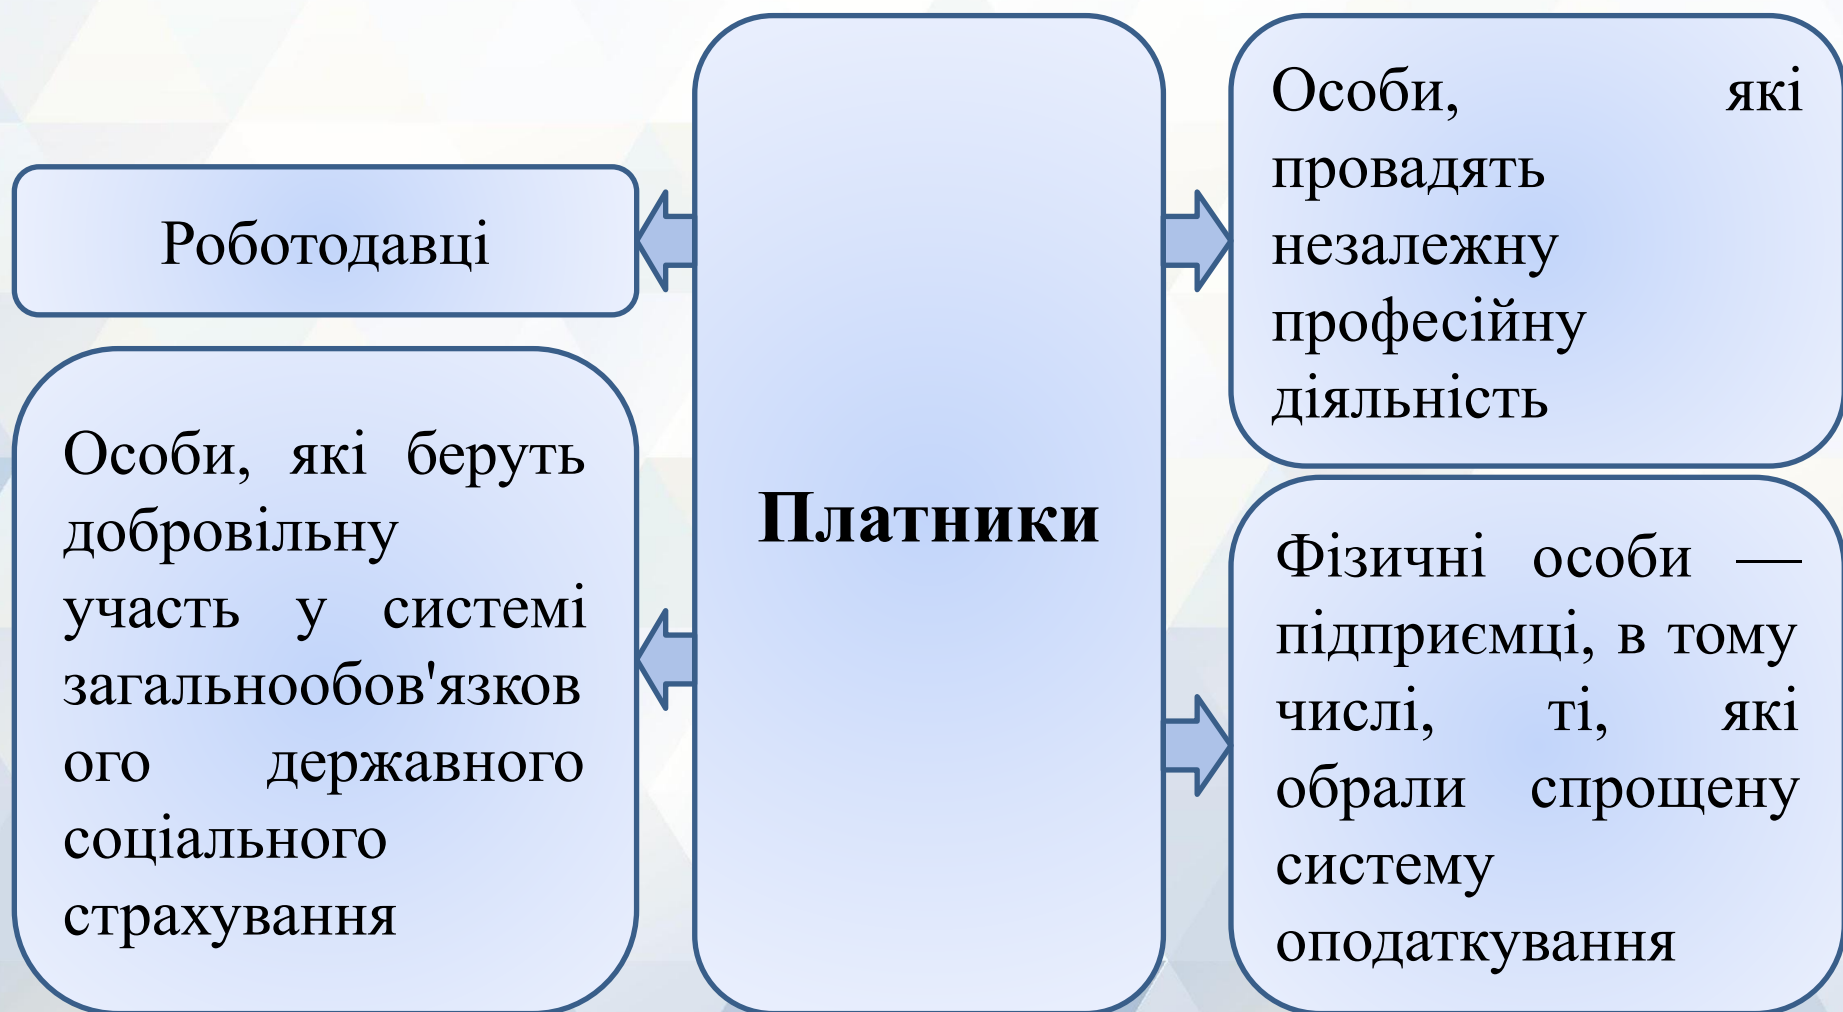 Роботодавці
Особи, які беруть
добровільну
участь у системі
загальнообов'язков
ого державного
соціального
страхування
Платники
Особи, які
провадять
незалежну
професійну
діяльність
Фізичні особи —
підприємці, в тому
числі, ті, які
обрали спрощену
систему
оподаткування